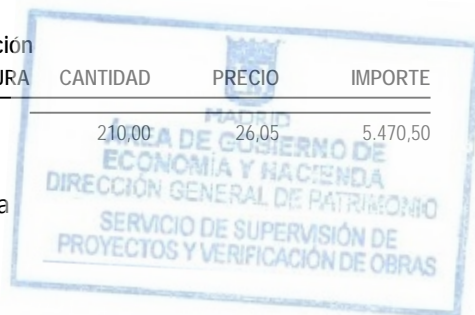 ción
URA CANTIDAD PRECIO IMPORTE
210,00 26,05 5.470,50
a
MADRID
ÁREA DE GOBIERNO DE
ECONOMÍA Y HACIENDA
DIRECCIÓN GENERAL DE PATRIMONIO
SERVICIO DE SUPERVISIÓN DE
PROYECTOS Y VERIFICACIÓN DE OBRAS